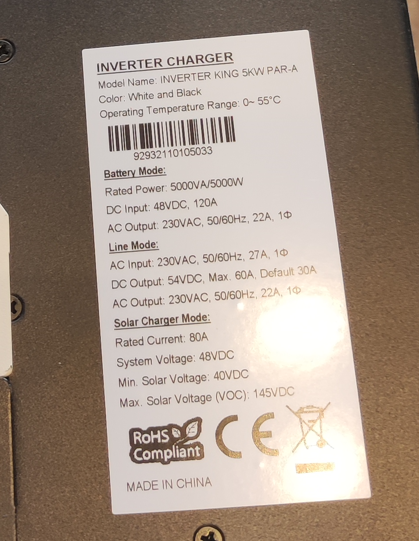 INVERTER CHARGER
Model Name: INVERTER KiNG 5KW PAR-A
Color: White and Black
Operating Temperature Range: 0~ 55°C
92932110105033
Battery Mode:
Rated Power: 5000VA/5000W
DC Input: 48VDC, 120A
AC Output: 230VAC, 50/60Hz, 22A, 1Φ
Line Mode:
AC Input: 230VAC, 50/60Hz, 27A, 1Φ
DC Output: 54VDC, Max. 60A, Default 30A
AC Output: 230VAC, 50/60Hz, 22A, 1Φ
Solar Charger Mode:
Rated Current: 80A
System Voltage: 48VDC
Min. Solar Voltage: 40VDC
Max. Solar Voltage (VOC): 145VDC
RoHS
Compliant
CE
MADE IN CHINA